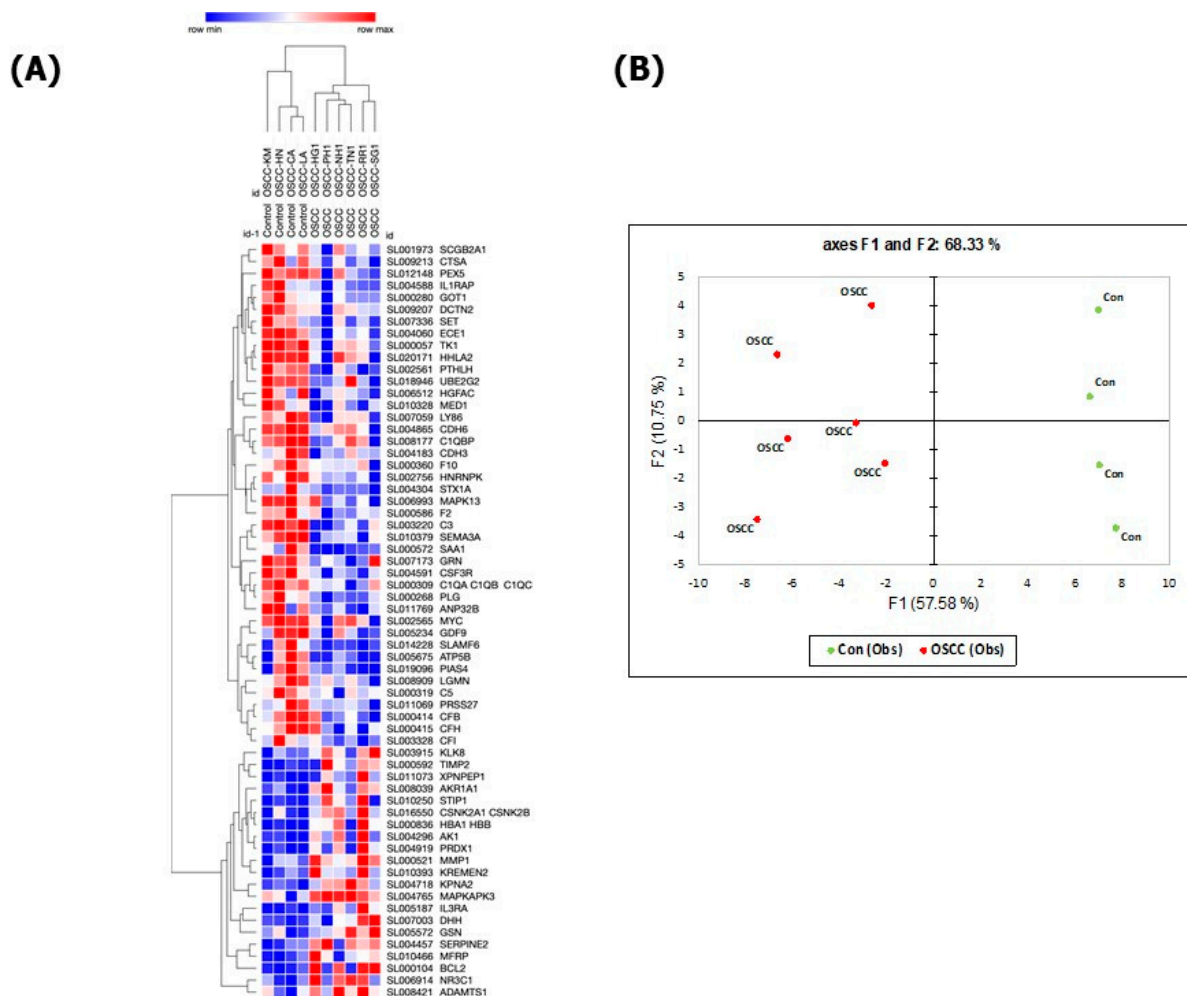 row min row max
(A)
id OSCC-KM OSCC-HN OSCC-CA OSCC-LA OSCC-HG1 OSCC-PH1 OSCC-NH1 OSCC-TN1 OSCC-RR1 OSCC-SG1
id-1 Control Control Control Control OSCC OSCC OSCC OSCC OSCC OSCC id
SL001973 SCGB2A1
SL009213 CTSA
SL012148 PEX5
SL004588 IL1RAP
SL000280 GOT1
SL009207 DCTN2
SL007336 SET
SL004060 ECE1
SL000057 TK1
SL020171 HHLA2
SL002561 PTHLH
SL018946 UBE2G2
SL006512 HGFAC
SL010328 MED1
SL007059 LY86
SL004865 CDH6
SL008177 C1QBP
SL004183 CDH3
SL000360 F10
SL002756 HNRNPK
SL004304 STX1A
SL006993 MAPK13
SL000586 F2
SL003220 C3
SL010379 SEMA3A
SL000572 SAA1
SL007173 GRN
SL004591 CSF3R
SL000309 C1QA C1QB C1QC
SL000268 PLG
SL011769 ANP32B
SL002565 MYC
SL005234 GDF9
SL014228 SLAMF6
SL005675 ATP5B
SL019096 PIAS4
SL008909 LGMN
SL000319 C5
SL011069 PRSS27
SL000414 CFB
SL000415 CFH
SL003328 CFI
SL003915 KLK8
SL000592 TIMP2
SL011073 XPNPEP1
SL008039 AKR1A1
SL010250 STIP1
SL016550 CSNK2A1 CSNK2B
SL000836 HBA1 HBB
SL004296 AK1
SL004919 PRDX1
SL000521 MMP1
SL010393 KREMEN2
SL004718 KPNA2
SL004765 MAPKAPK3
SL005187 IL3RA
SL007003 DHH
SL005572 GSN
SL004457 SERPINE2
SL010466 MFRP
SL000104 BCL2
SL006914 NR3C1
SL008421 ADAMTS1
(B)
axes F1 and F2: 68.33 %
F2 (10.75 %)
5
4
3
2
1
0
-1
-2
-3
-4
-5
OSCC
OSCC
OSCC
OSCC
OSCC
OSCC
Con
Con
Con
Con
-10 -8 -6 -4 -2 0 2 4 6 8 10
F1 (57.58 %)
Con (Obs) OSCC (Obs)